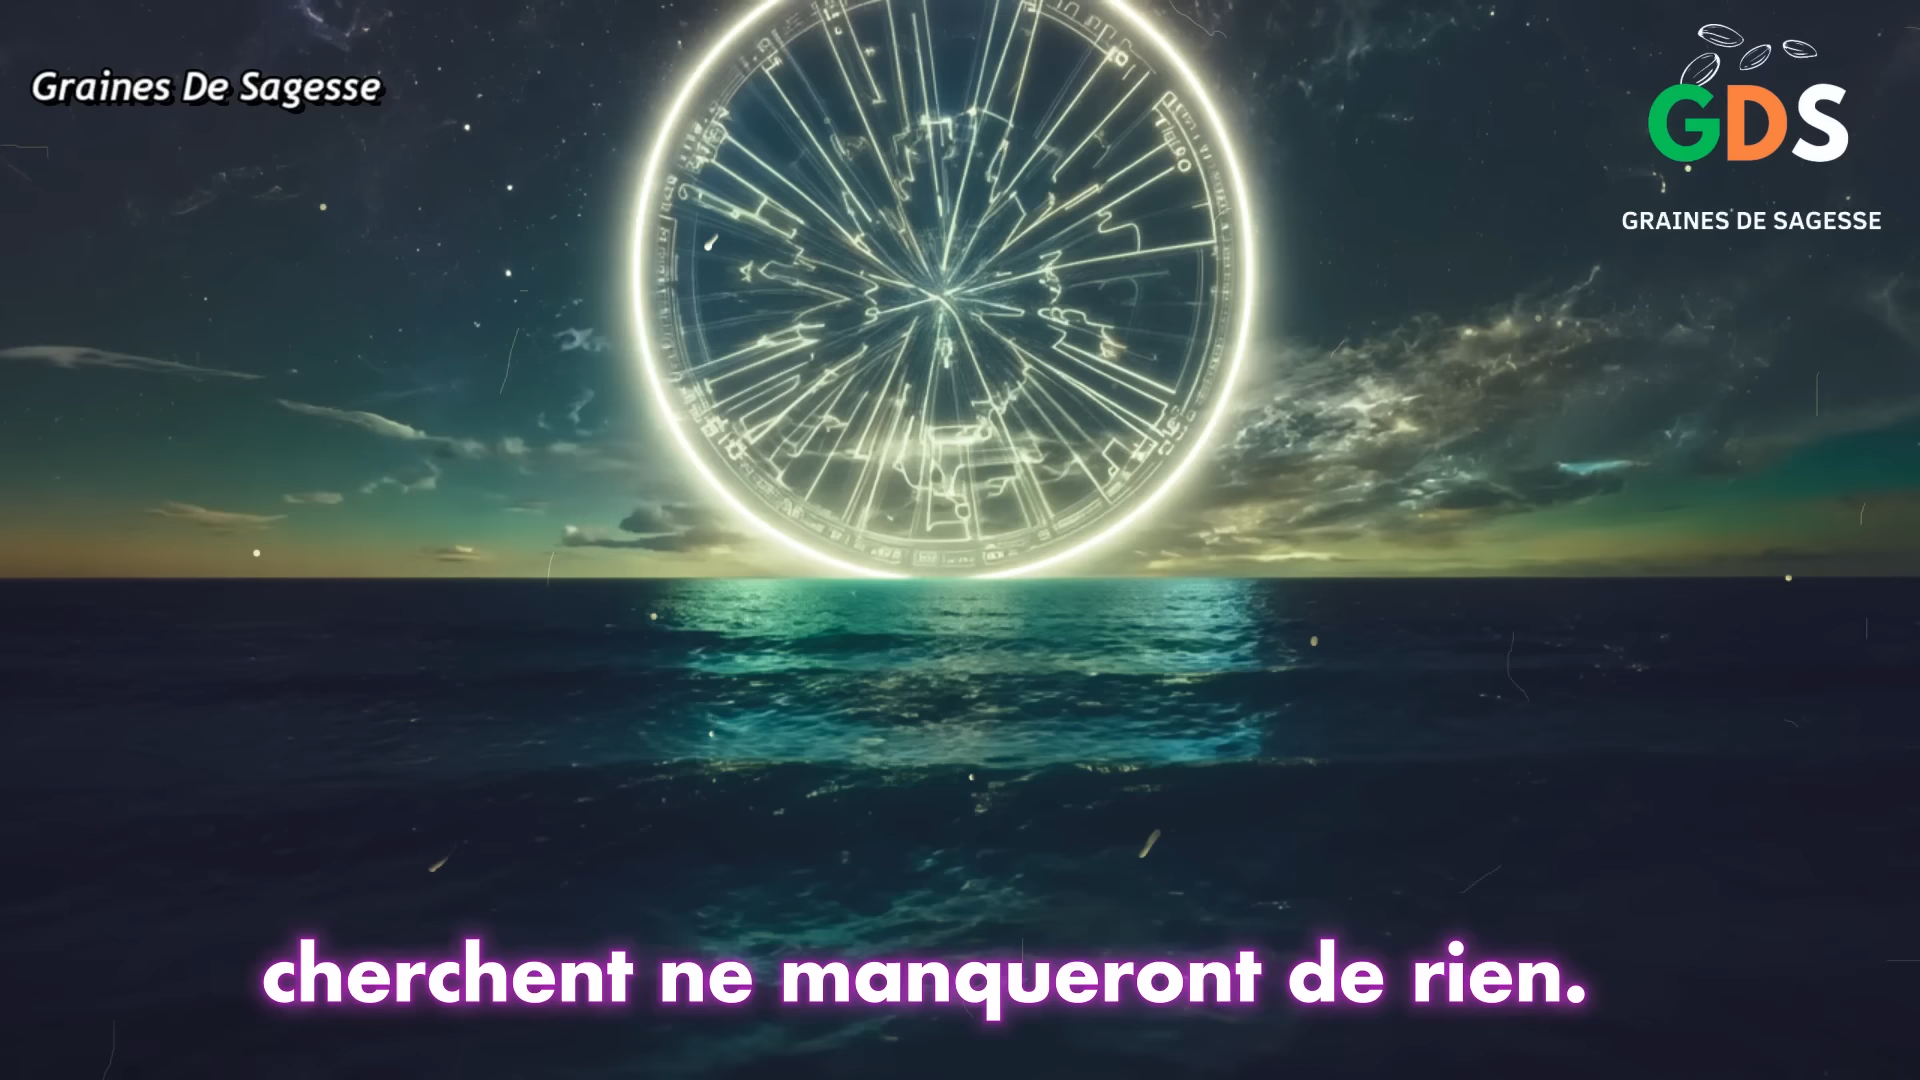 Graines De Sagesse
GDS
GRAINES DE SAGESSE
cherchent ne manqueront de rien.